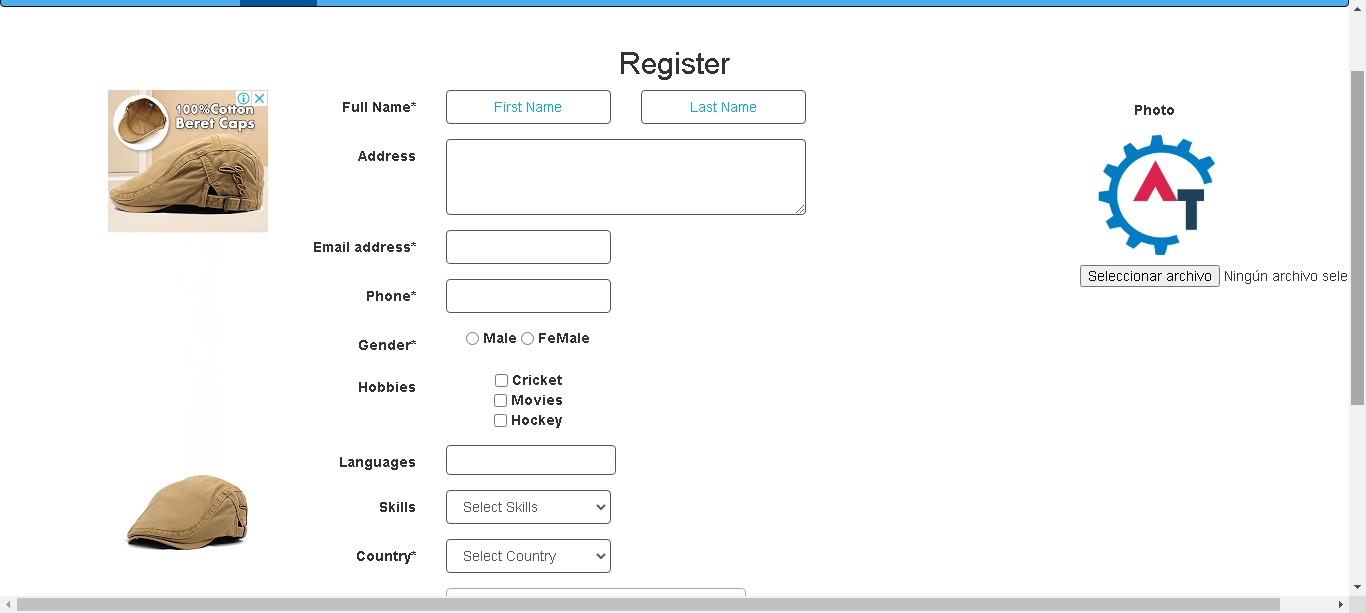 Register
100%Cotton
Beret Caps
Full Name*
First Name
Last Name
Photo
Address
AT
Email address*
Seleccionar archivo Ningún archivo sele
Phone*
Gender*
Male FeMale
Hobbies
Cricket
Movies
Hockey
Languages
Skills
Select Skills
Country*
Select Country